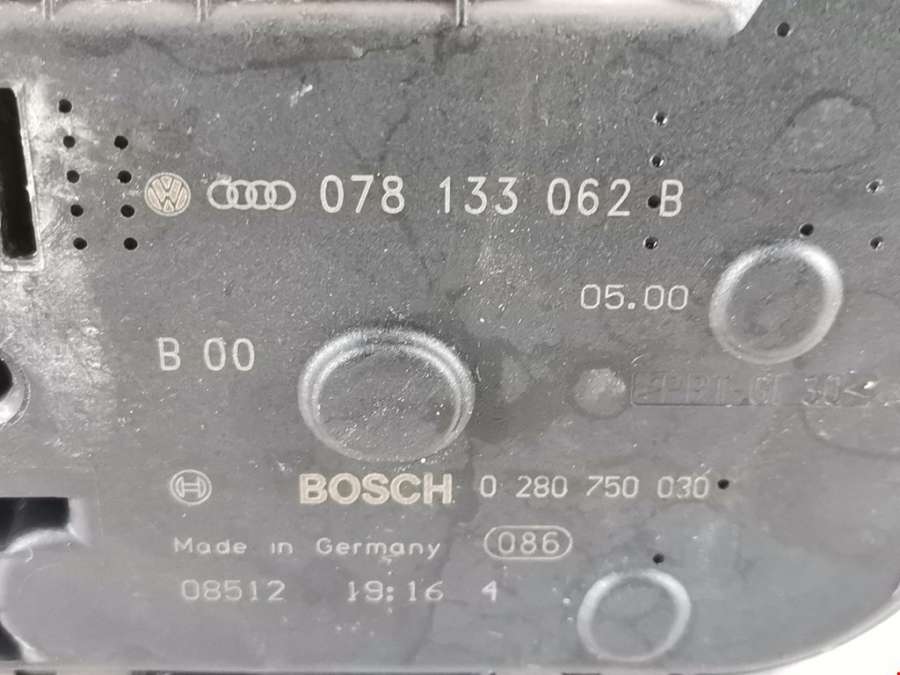 078 133 062 B
05.00
B 00
BOSCH 0 280 750 030
Made in Germany 086
08512 19:16 4